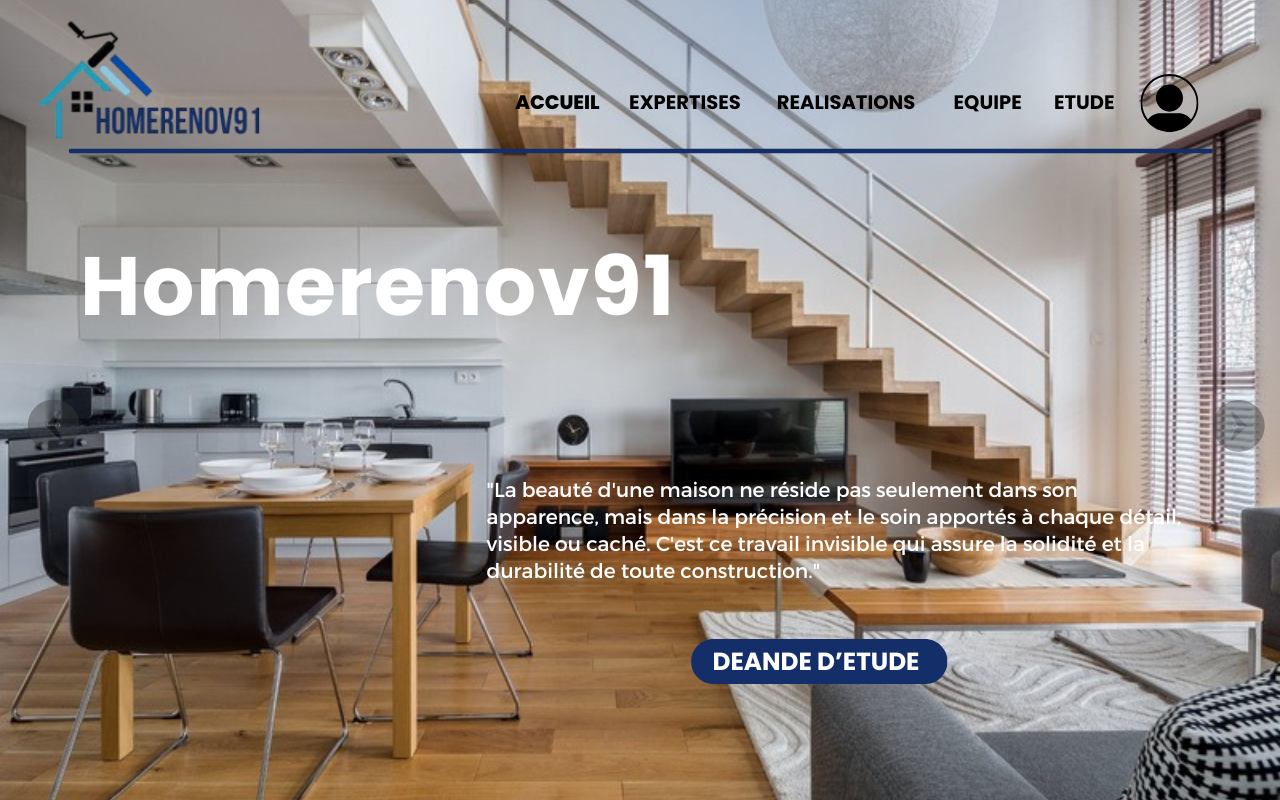 HOMERENOV91
ACCUEIL EXPERTISES REALISATIONS EQUIPE ETUDE
Homerenov91
"La beauté d'une maison ne réside pas seulement dans son
apparence, mais dans la précision et le soin apportés à chaque détail,
visible ou caché. C'est ce travail invisible qui assure la solidité et la
durabilité de toute construction."
DEANDE D’ETUDE